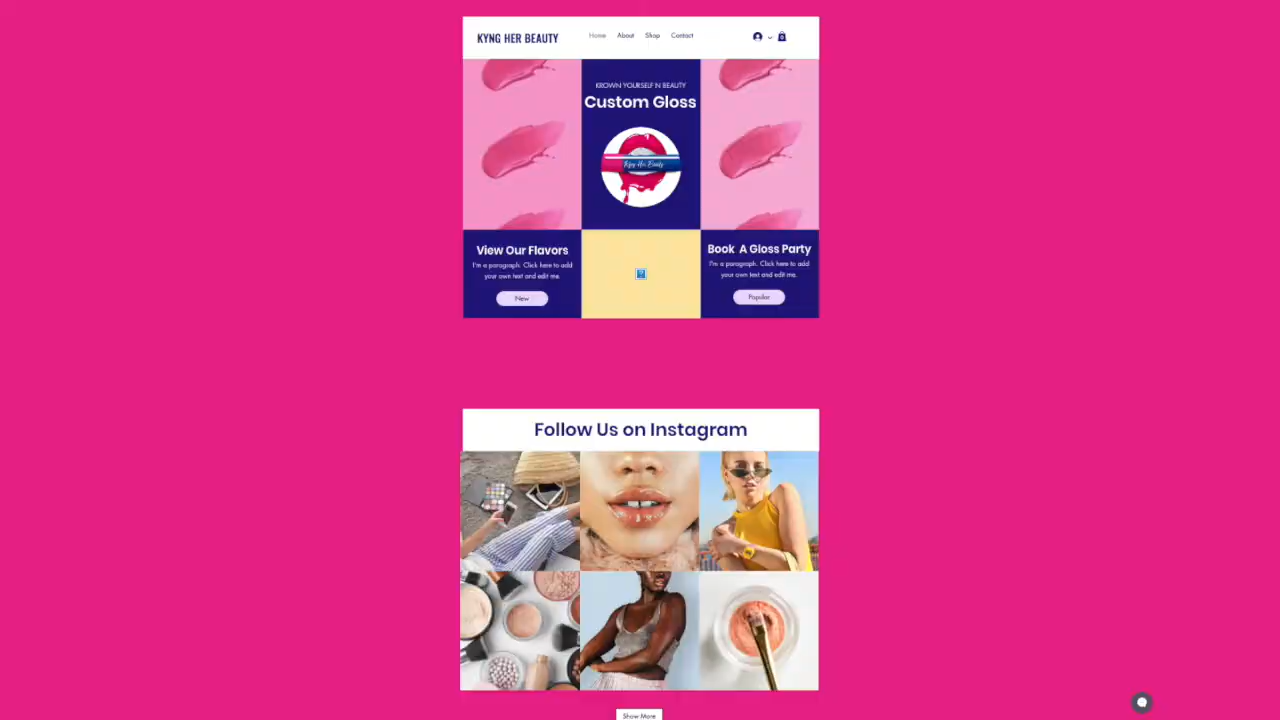 KYNG HER BEAUTY
Home About Shop Contact
KROWN YOURSELF'N BEAUTY
Custom Gloss
Kyng Her Beauty
View Our Flavors
I'm a paragraph. Click here to add
your own text and edit me.
New
Book A Gloss Party
I'm a paragraph. Click here to add
your own text and edit me.
Popular
Follow Us on Instagram
Show More